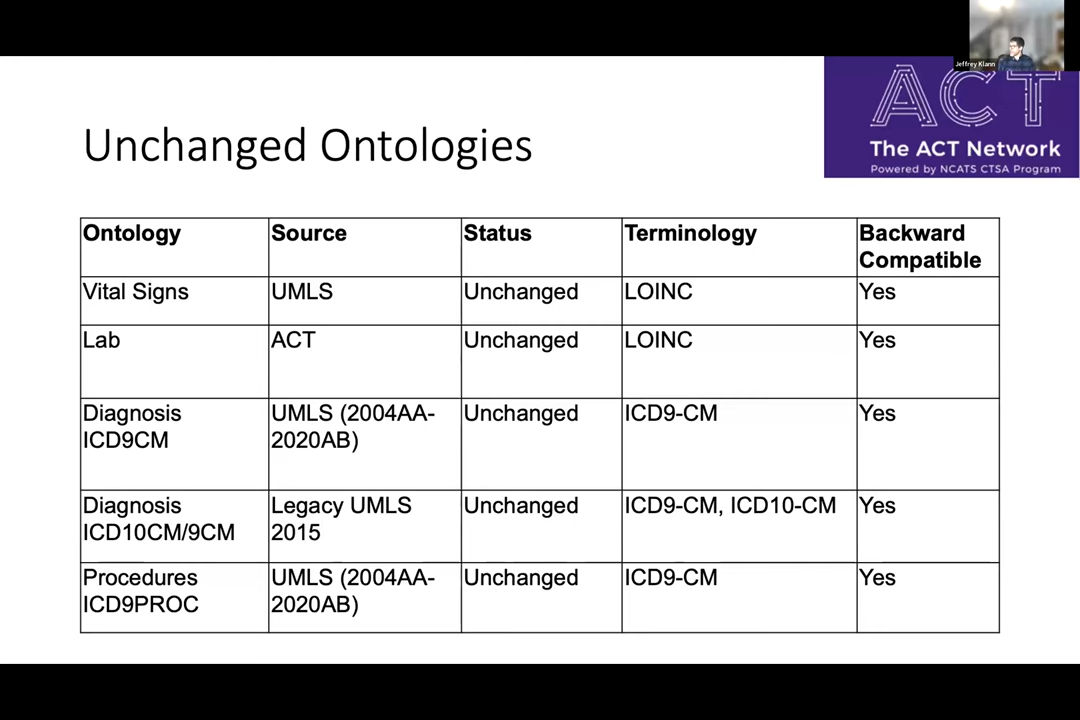 Jeffrey Klann
ACT
The ACT Network
Powered by NCATS CTSA Program
Unchanged Ontologies
Ontology Source Status Terminology Backward Compatible
Vital Signs UMLS Unchanged LOINC Yes
Lab ACT Unchanged LOINC Yes
Diagnosis ICD9CM UMLS (2004AA-2020AB) Unchanged ICD9-CM Yes
Diagnosis ICD10CM/9CM Legacy UMLS 2015 Unchanged ICD9-CM, ICD10-CM Yes
Procedures ICD9PROC UMLS (2004AA-2020AB) Unchanged ICD9-CM Yes